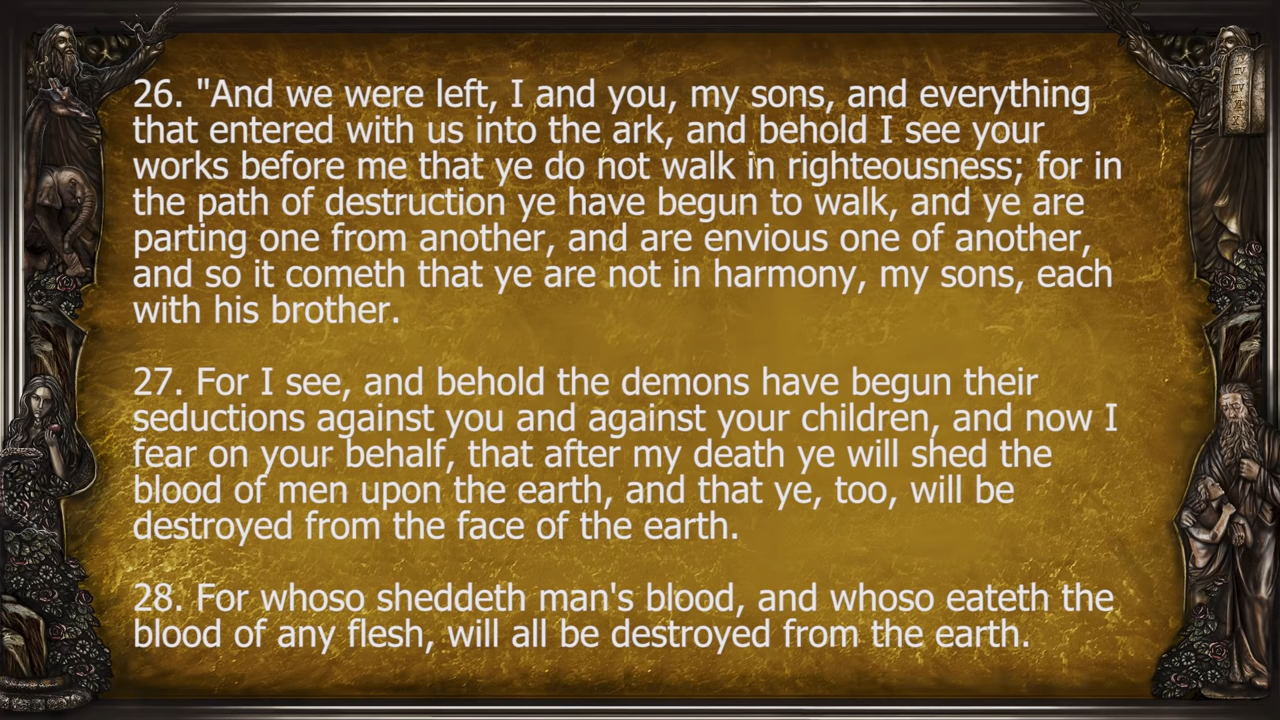 26. "And we were left, I and you, my sons, and everything
that entered with us into the ark, and behold I see your
works before me that ye do not walk in righteousness; for in
the path of destruction ye have begun to walk, and ye are
parting one from another, and are envious one of another,
and so it cometh that ye are not in harmony, my sons, each
with his brother.
27. For I see, and behold the demons have begun their
seductions against you and against your children, and now I
fear on your behalf, that after my death ye will shed the
blood of men upon the earth, and that ye, too, will be
destroyed from the face of the earth.
28. For whoso sheddeth man's blood, and whoso eateth the
blood of any flesh, will all be destroyed from the earth.